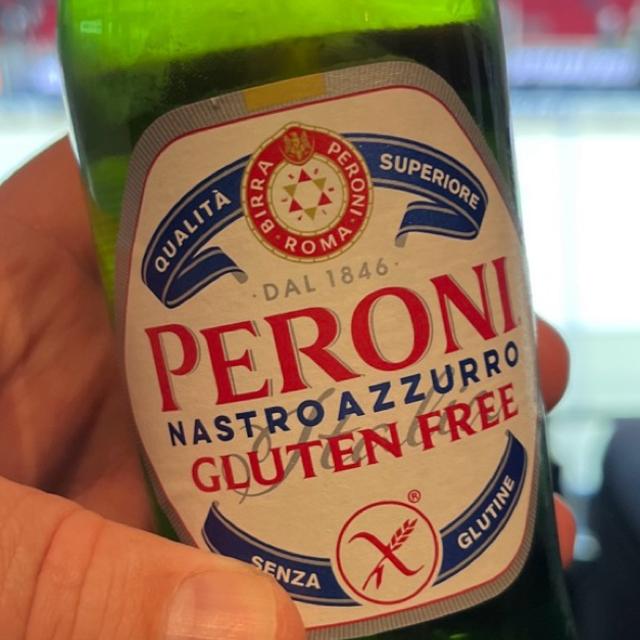 QUALITÀ SUPERIORE
BIRRA PERONI
·ROMA·
·DAL 1846·
PERONI
NASTRO AZZURRO
Italia
GLUTEN FREE
®
SENZA GLUTINE